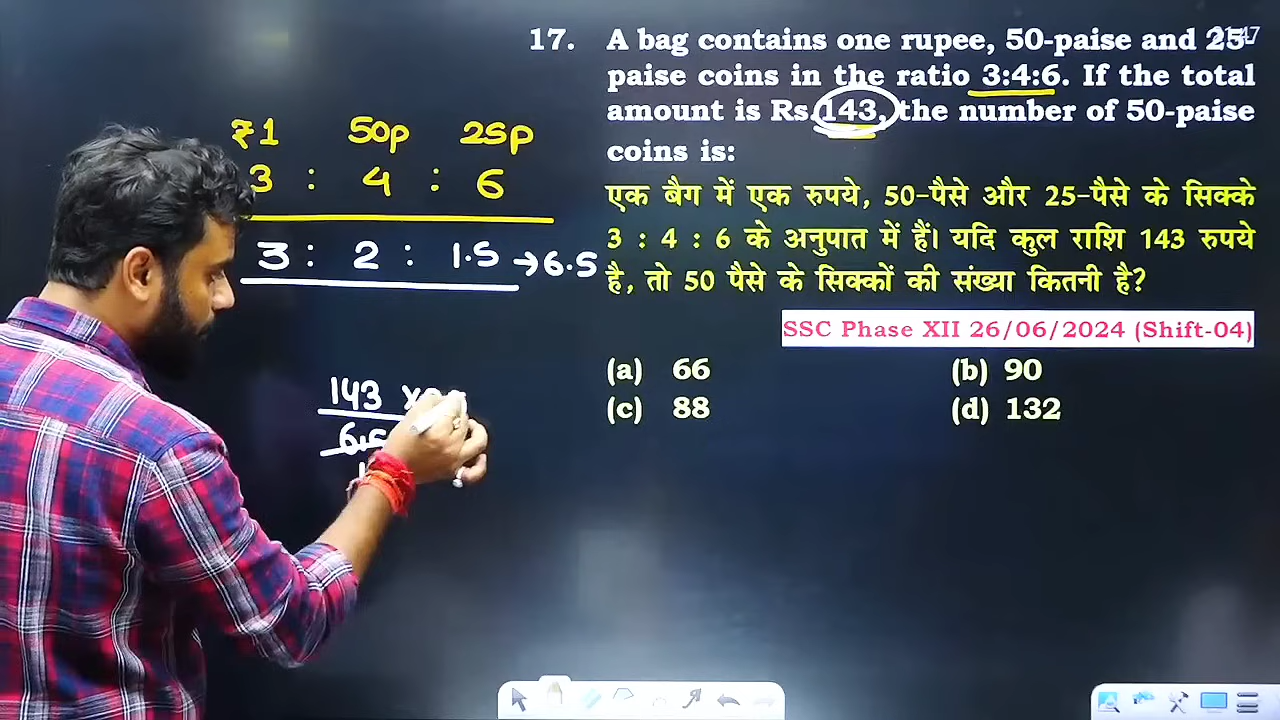 17. A bag contains one rupee, 50-paise and 25-
paise coins in the ratio 3:4:6. If the total
amount is Rs.143, the number of 50-paise
coins is:
एक बैग में एक रुपये, 50-पैसे और 25-पैसे के सिक्के
3 : 4 : 6 के अनुपात में हैं। यदि कुल राशि 143 रुपये
है, तो 50 पैसे के सिक्कों की संख्या कितनी है?
SSC Phase XII 26/06/2024 (Shift-04)
(a) 66 (b) 90
(c) 88 (d) 132
₹1 50p 25p
3 : 4 : 6
3 : 2 : 1.5 →6.5
143 x
6.5